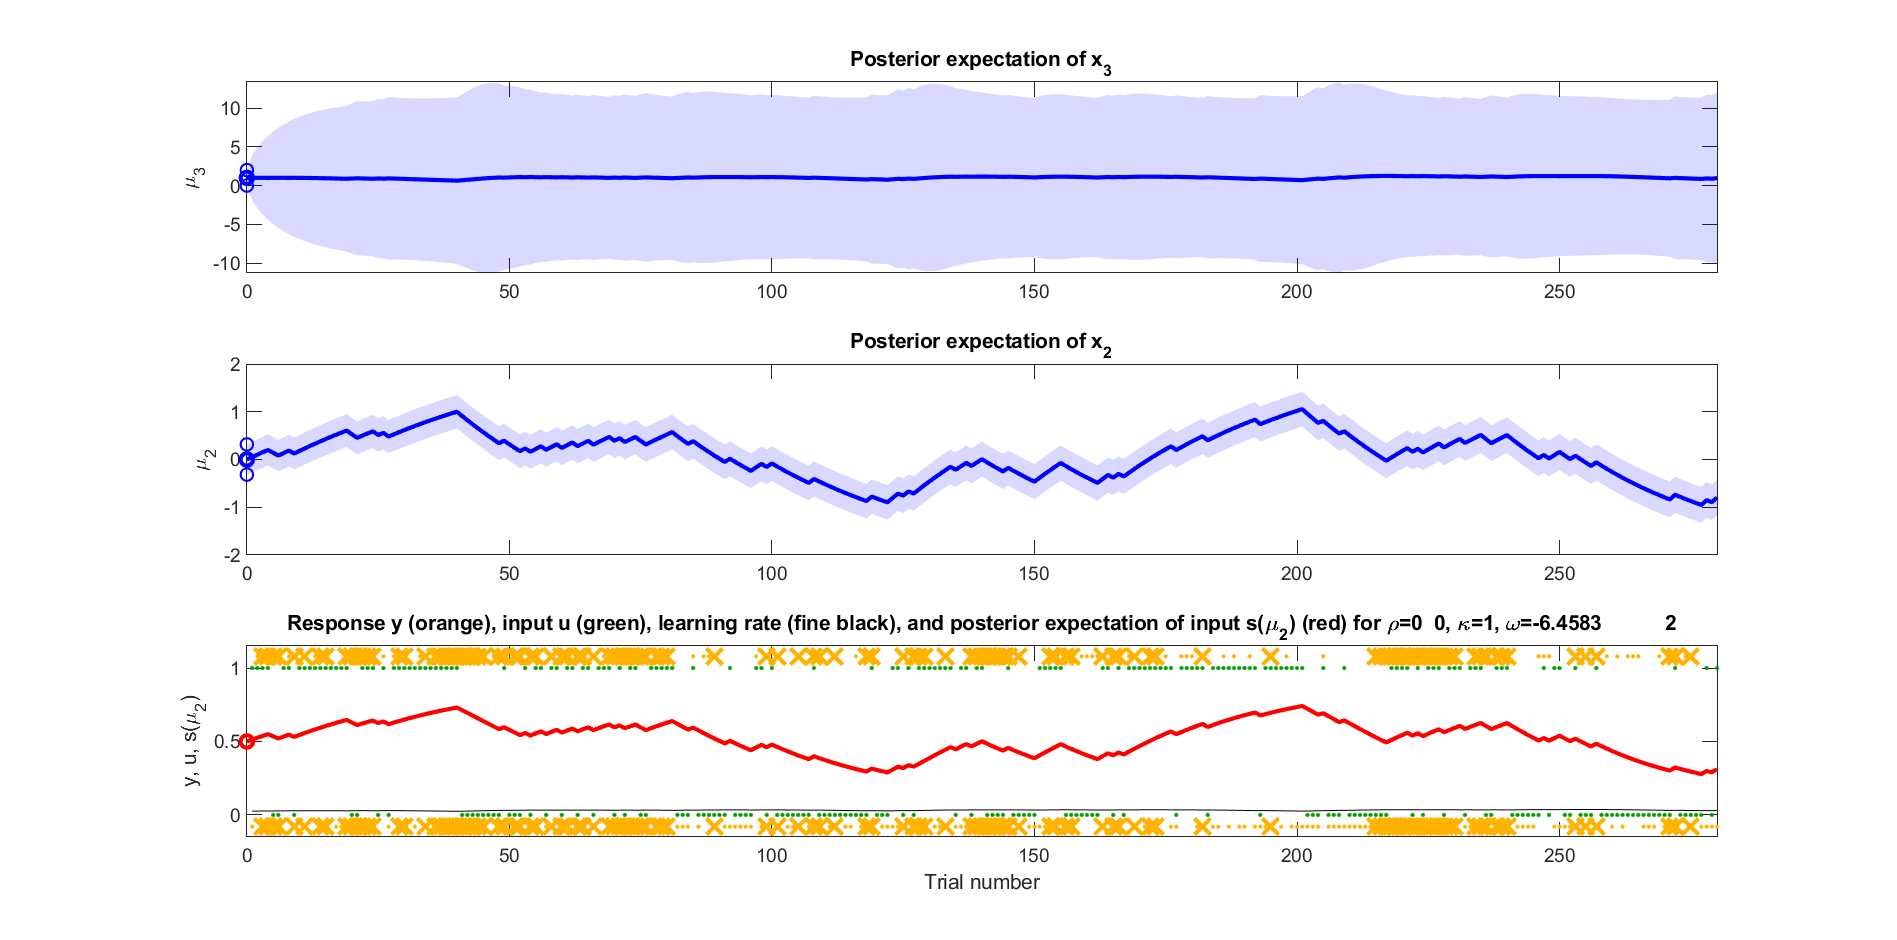 Posterior expectation of x3
μ3
10
5
0
-5
-10
0 50 100 150 200 250
Posterior expectation of x2
μ2
2
1
0
-1
-2
0 50 100 150 200 250
Response y (orange), input u (green), learning rate (fine black), and posterior expectation of input s(μ2) (red) for ρ=0 0, κ=1, ω=-6.4583 2
y, u, s(μ2)
1
0.5
0
0 50 100 150 200 250
Trial number